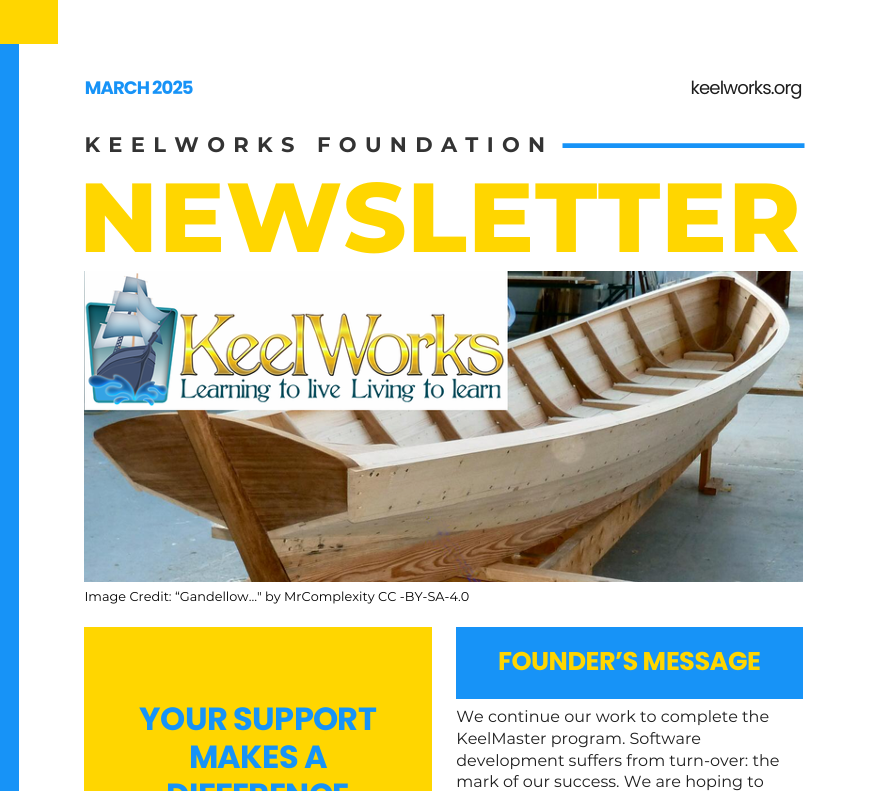 MARCH 2025
keelworks.org
KEELWORKS FOUNDATION
NEWSLETTER
KeelWorks
Learning to live Living to learn
Image Credit: “Gandellow..." by MrComplexity CC -BY-SA-4.0
YOUR SUPPORT
MAKES A
DIFFERENCE
FOUNDER’S MESSAGE
We continue our work to complete the
KeelMaster program. Software
development suffers from turn-over: the
mark of our success. We are hoping to